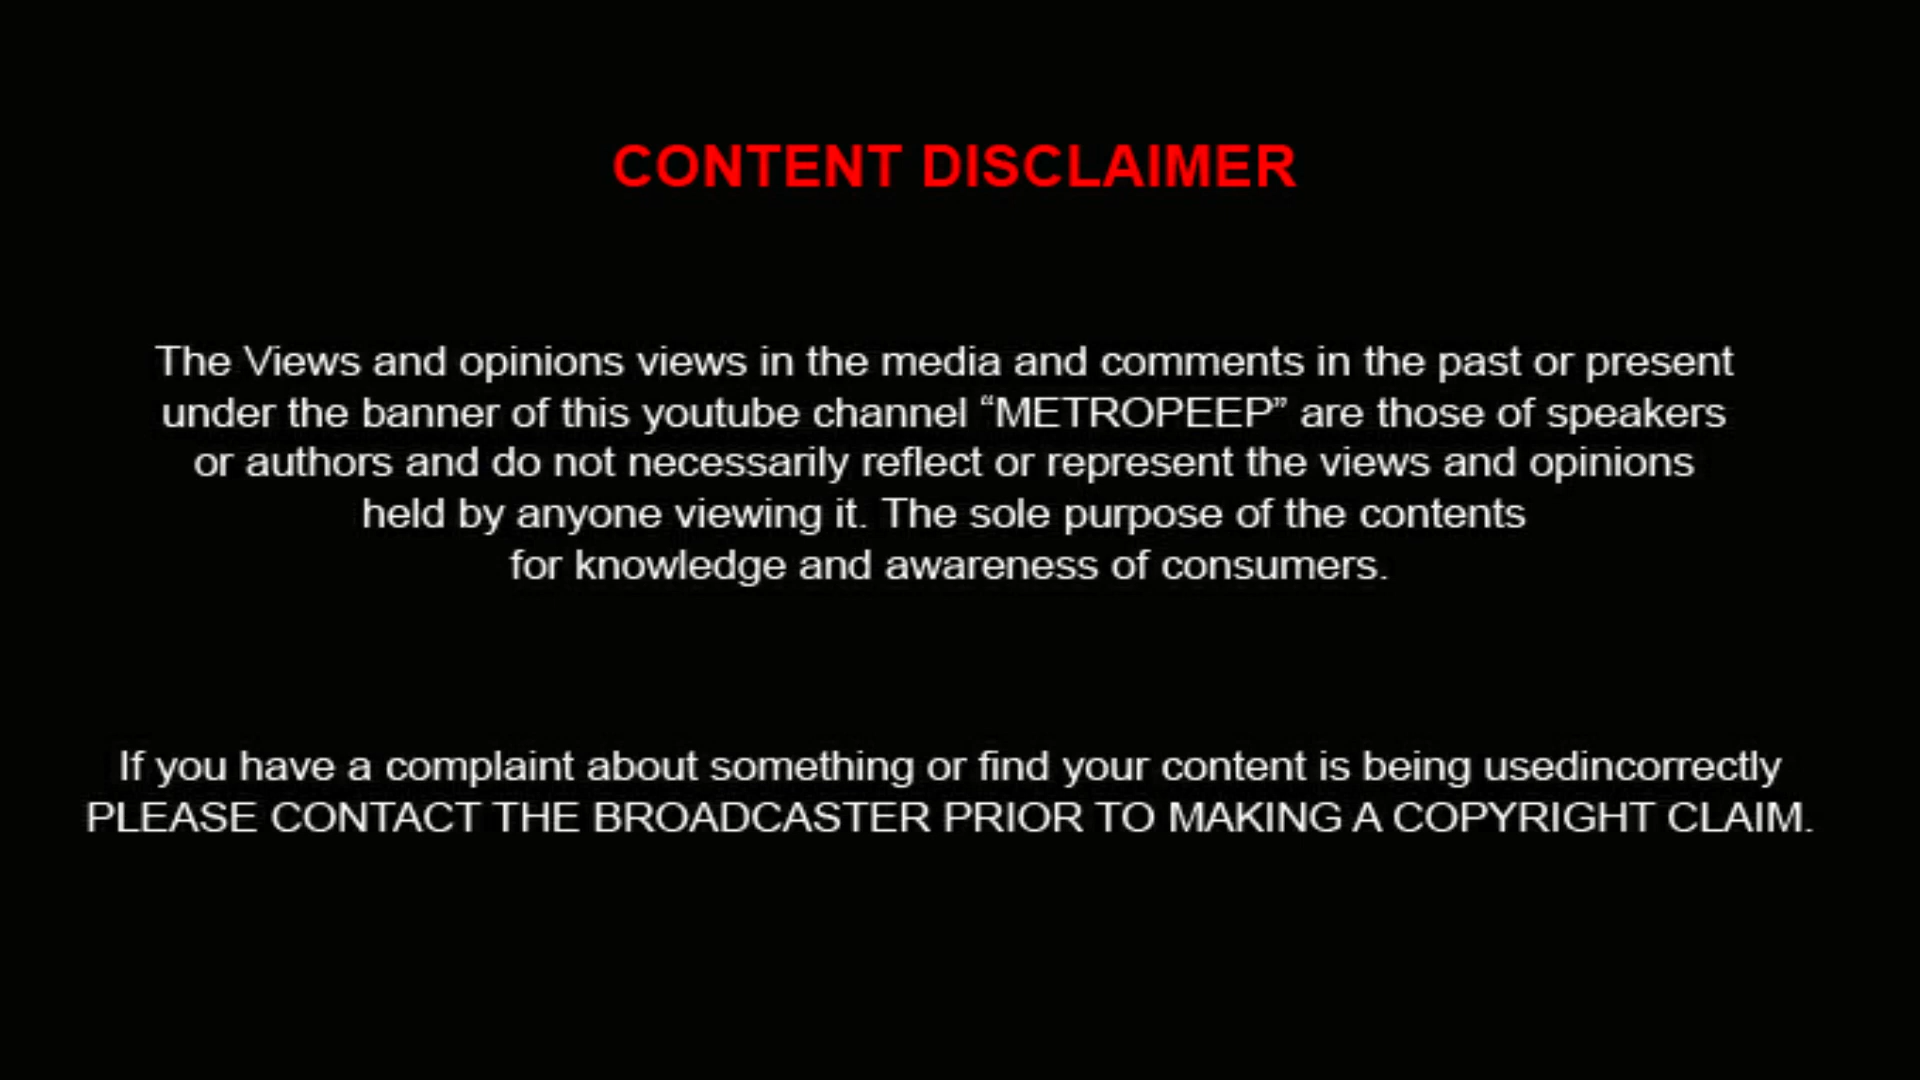 CONTENT DISCLAIMER
The Views and opinions views in the media and comments in the past or present
under the banner of this youtube channel “METROPEEP” are those of speakers
or authors and do not necessarily reflect or represent the views and opinions
held by anyone viewing it. The sole purpose of the contents
for knowledge and awareness of consumers.
If you have a complaint about something or find your content is being usedincorrectly
PLEASE CONTACT THE BROADCASTER PRIOR TO MAKING A COPYRIGHT CLAIM.